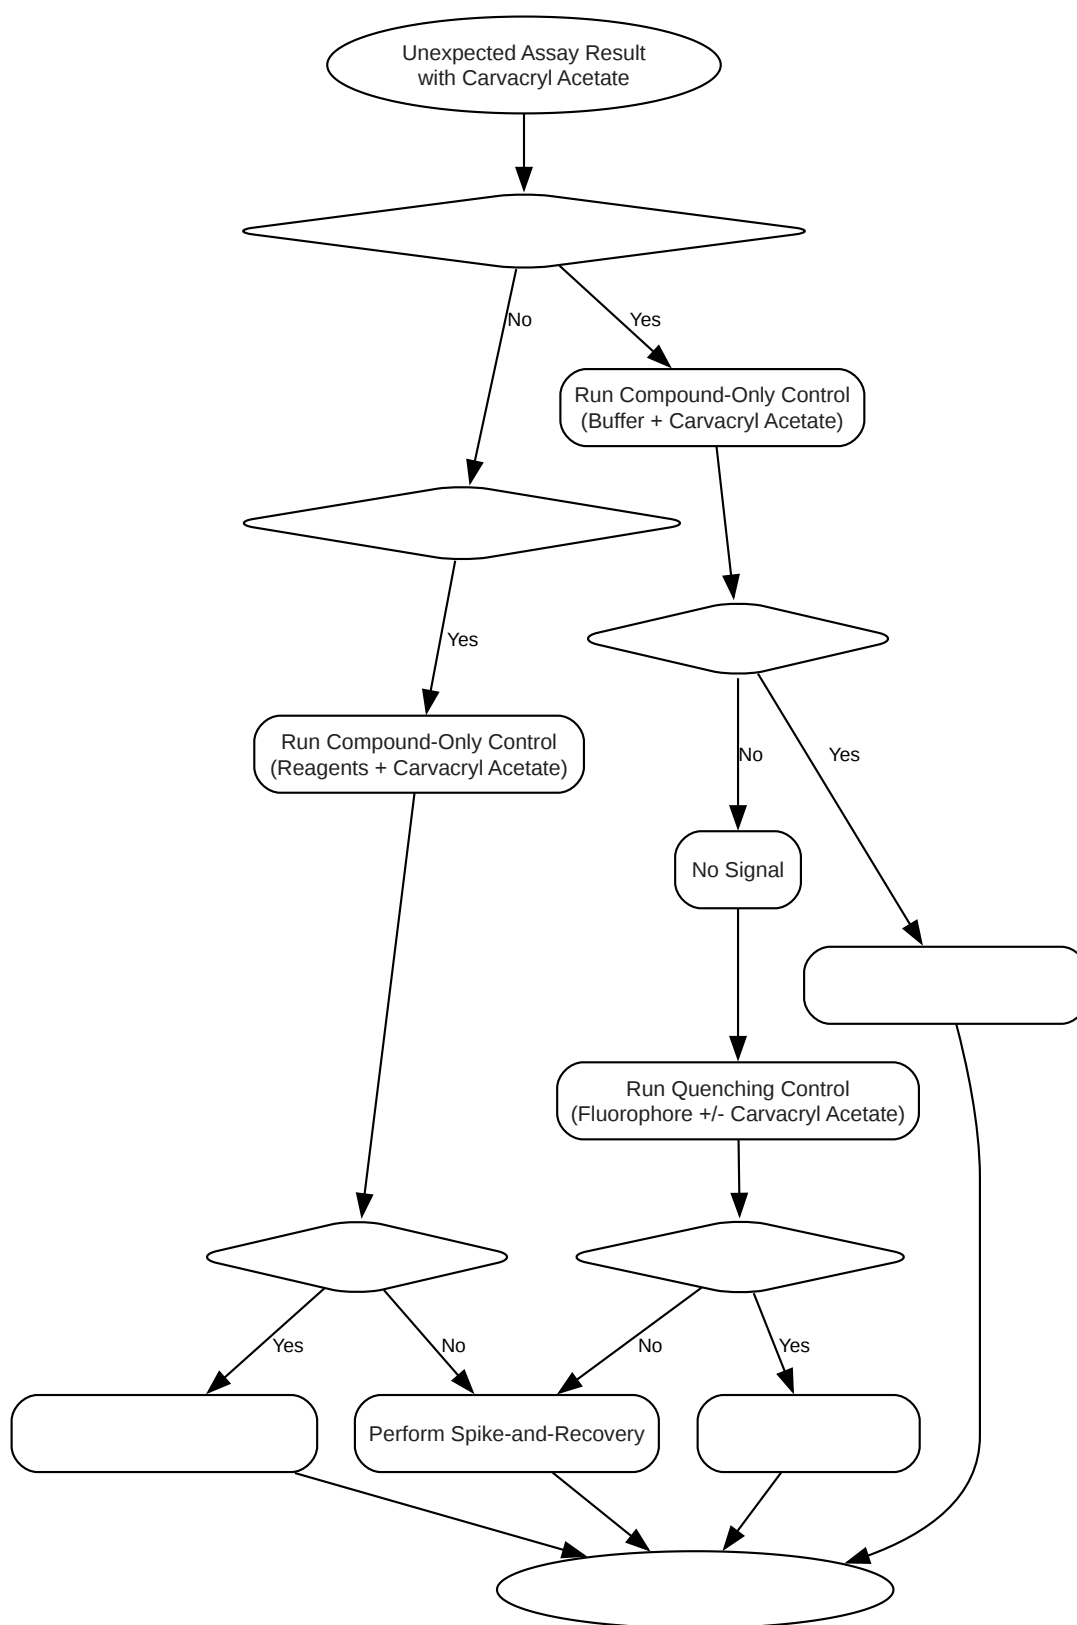 Unexpected Assay Result
with Carvacryl Acetate
No
Yes
Run Compound-Only Control
(Buffer + Carvacryl Acetate)
Yes
Run Compound-Only Control
(Reagents + Carvacryl Acetate)
No
Yes
No Signal
Run Quenching Control
(Fluorophore +/- Carvacryl Acetate)
Yes
No
No
Yes
Perform Spike-and-Recovery